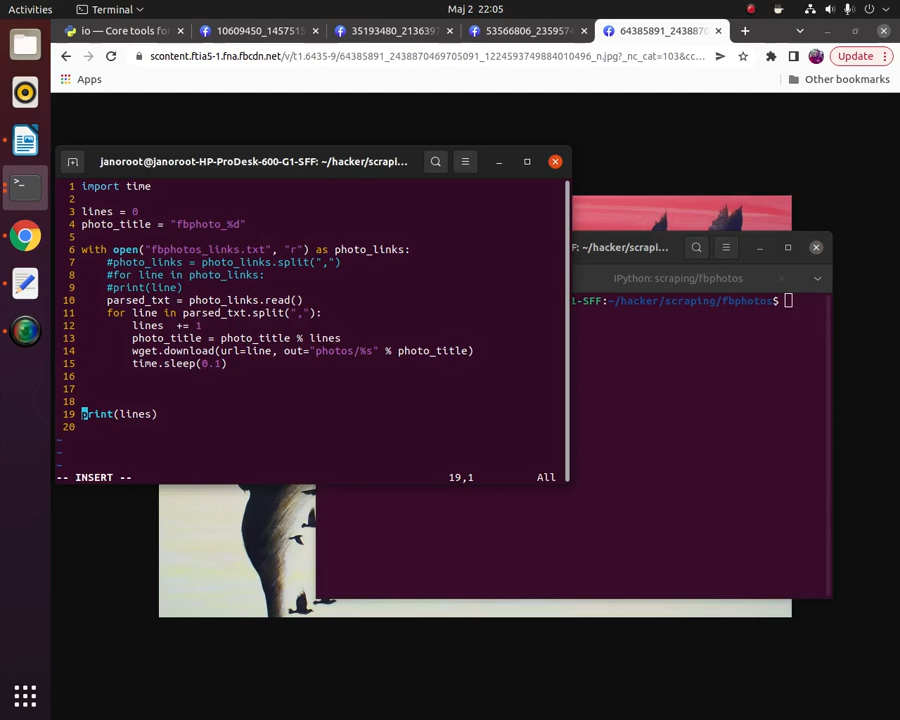 Activities
Terminal
Maj 2 22:05
io — Core tools fo
10609450_1457515
35193480_2136397
53566806_2359574
64385891_2438870
scontent.ftia5-1.fna.fbcdn.net/v/t1.6435-9/64385891_2438870469705091_1224593749884010496_n.jpg?_nc_cat=103&cc...
Update
Apps
Other bookmarks
janoroot@janoroot-HP-ProDesk-600-G1-SFF: ~/hacker/scrapi...
1 import time
2
3 lines = 0
4 photo_title = "fbphoto_%d"
5
6 with open("fbphotos_links.txt", "r") as photo_links:
7 #photo_links = photo_links.split(",")
8 #for line in photo_links:
9 #print(line)
10 parsed_txt = photo_links.read()
11 for line in parsed_txt.split(","):
12 lines += 1
13 photo_title = photo_title % lines
14 wget.download(url=line, out="photos/%s" % photo_title)
15 time.sleep(0.1)
16
17
18
19 print(lines)
20
~
~
~
-- INSERT --
19,1
All
F: ~/hacker/scrapi...
IPython: scraping/fbphotos
1-SFF:~/hacker/scraping/fbphotos$